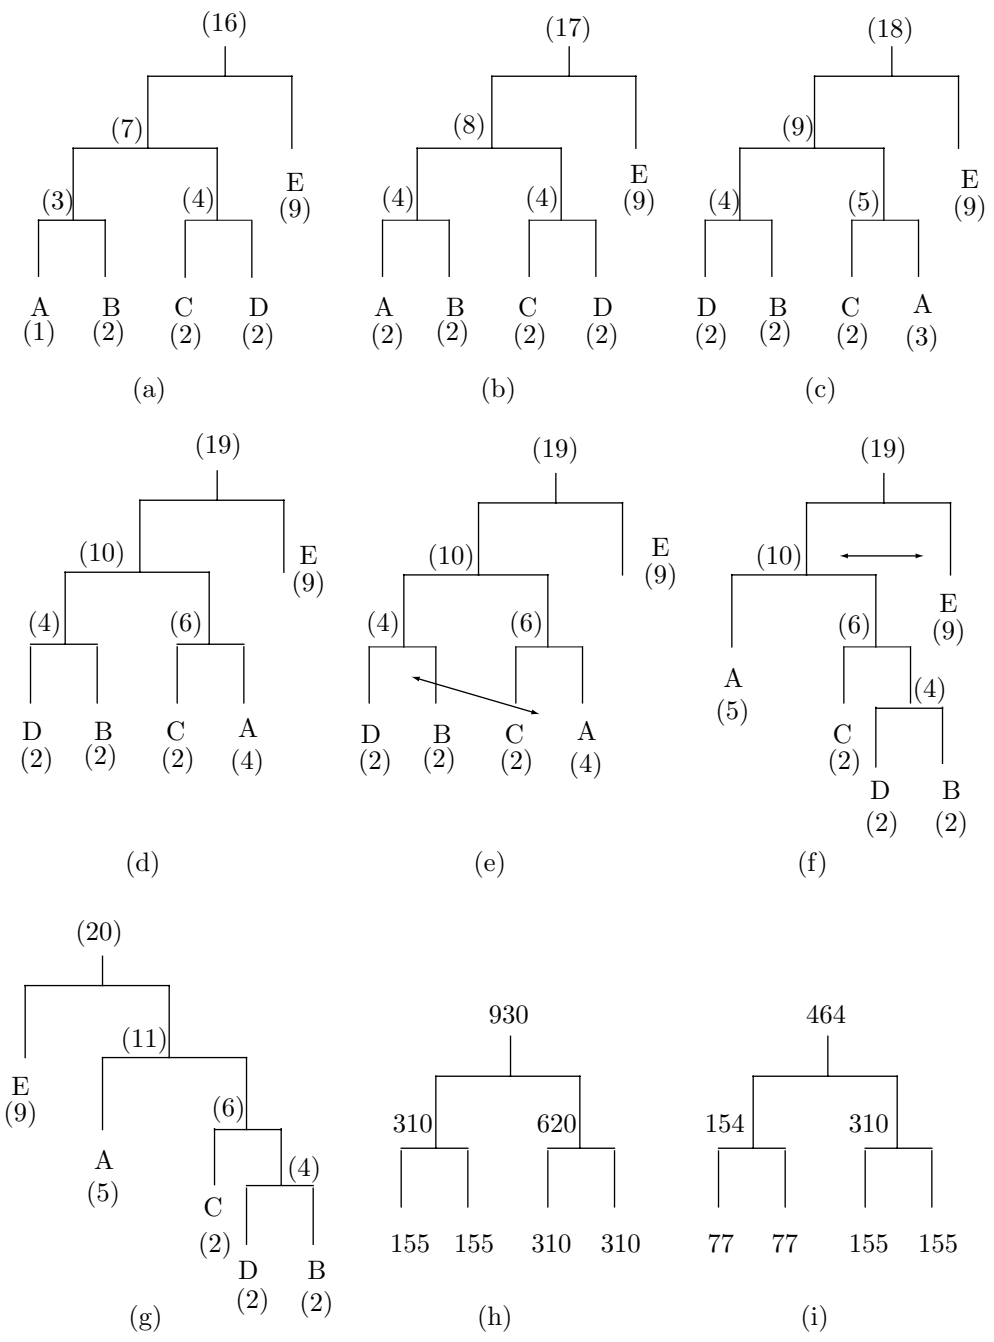 (16) (17) (18)
(7) (8) (9)
E E E
(9) (9) (9)
(3) (4) (4) (4) (4) (5)
A B C D A B C D D B C A
(1) (2) (2) (2) (2) (2) (2) (2) (2) (2) (2) (3)
(a) (b) (c)
(19) (19) (19)
(10) E (10) E (10)
(9) (9) E
(9)
(4) (6) (4) (6) (6)
A (4)
(5)
D B C A D B C A C
(2) (2) (2) (4) (2) (2) (2) (4) (2)
D B
(2) (2)
(d) (e) (f)
(20)
930 464
(11)
E
(9)
(6) 310 620 154 310
A (4)
(5)
C
(2) 155 155 310 310 77 77 155 155
D B
(2) (2)
(g) (h) (i)